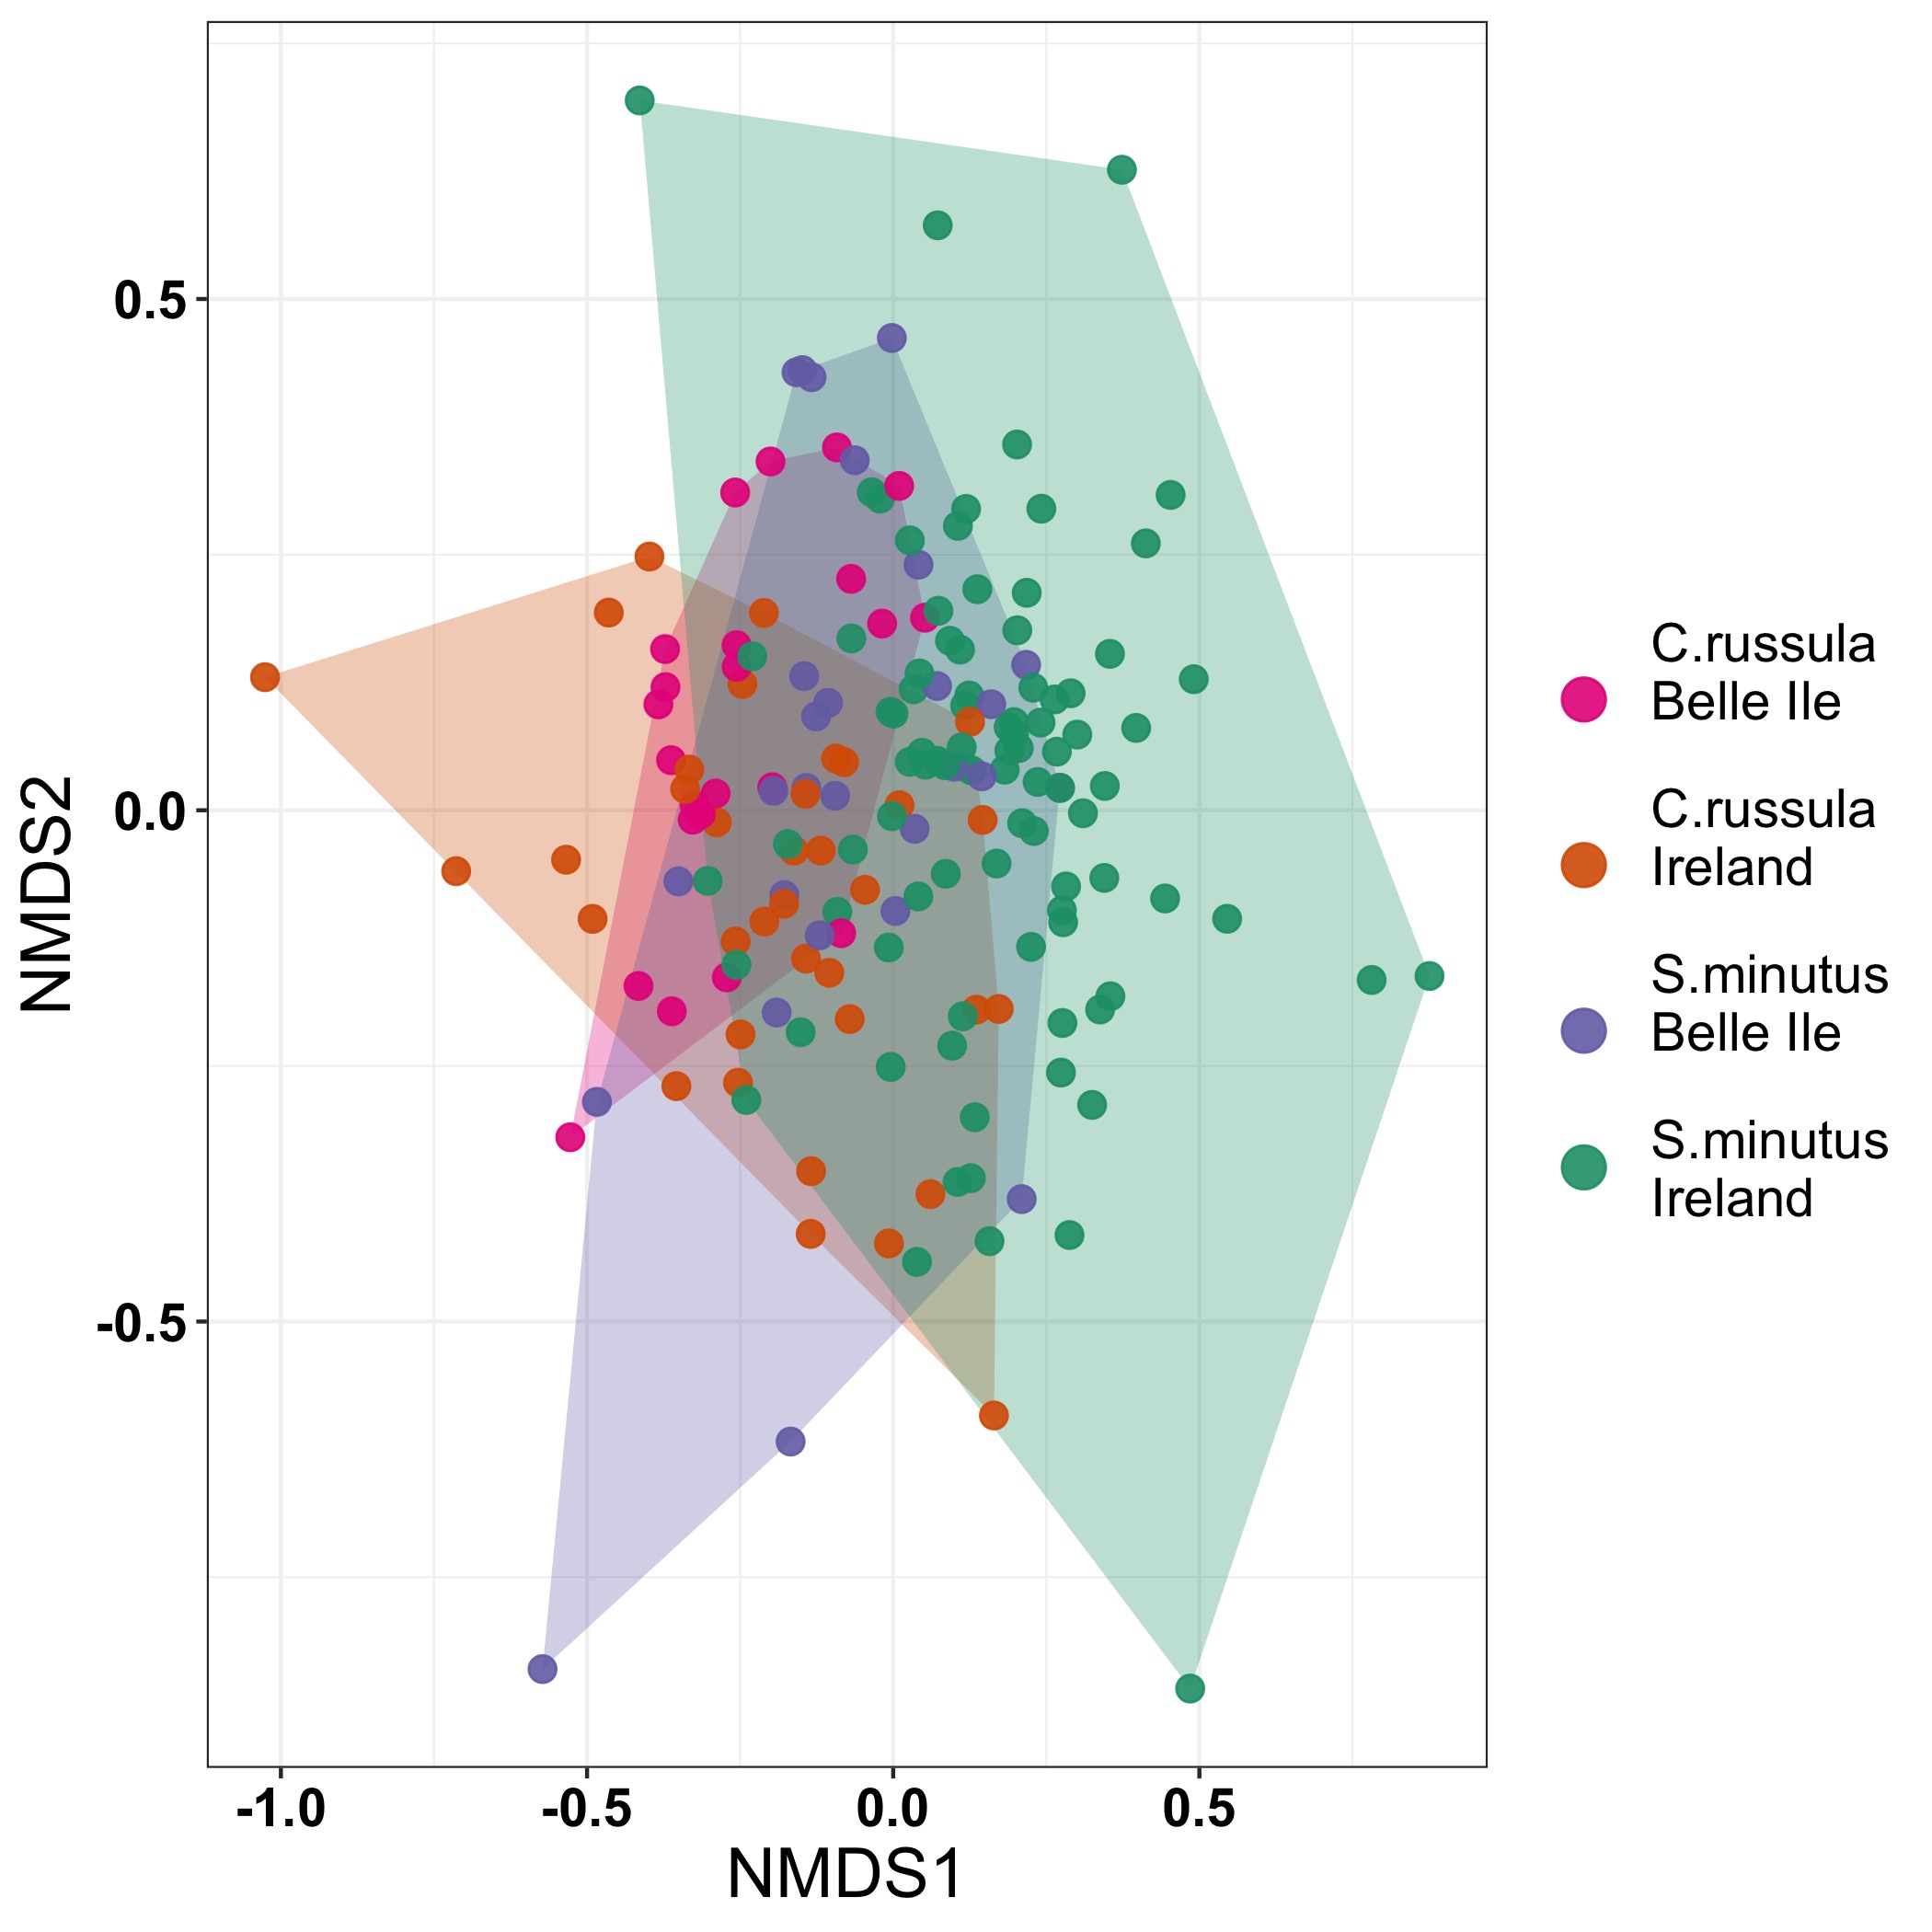 NMDS2
0.5
0.0
-0.5
-1.0
-0.5
0.0
0.5
NMDS1
C.russula
Belle Ile
C.russula
Ireland
S.minutus
Belle Ile
S.minutus
Ireland